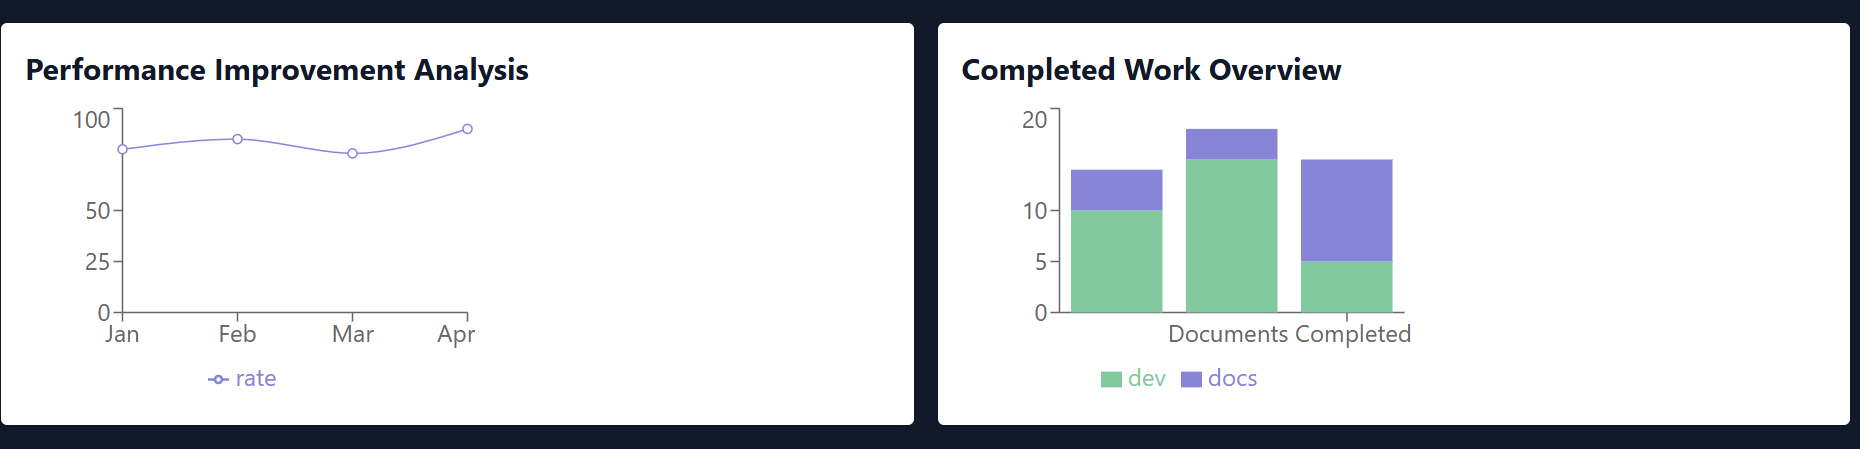 Performance Improvement Analysis
100
50
25
0
Jan Feb Mar Apr
rate
Completed Work Overview
20
10
5
0
Documents Completed
dev docs